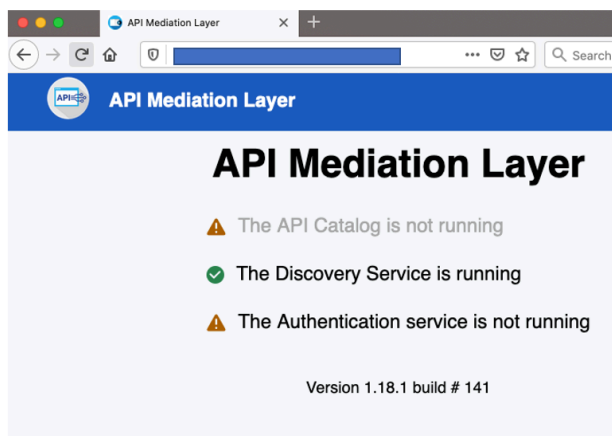 API Mediation Layer
Search
API
API Mediation Layer
API Mediation Layer
The API Catalog is not running
The Discovery Service is running
The Authentication service is not running
Version 1.18.1 build # 141